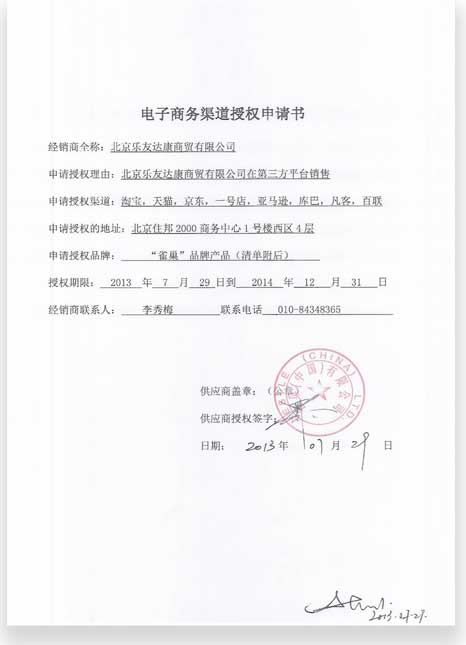 电子商务渠道授权申请书
经销商全称：北京乐友达康商贸有限公司
申请授权理由：北京乐友达康商贸有限公司在第三方平台销售
申请授权渠道：淘宝，天猫，京东，一号店，亚马逊，库巴，凡客，百联
申请授权的地址：北京住邦 2000 商务中心 1 号楼西区 4 层
申请授权品牌： “雀巢”品牌产品（清单附后）
授权期限： 2013 年 7 月 29 日到 2014 年 12 月 31 日
经销商联系人： 李秀梅 联系电话 010-84348365
(CHINA) LTD.
(中国)有限公司
供应商盖章：（公章）
供应商授权签字：
日期： 2013 年 07 月 29 日